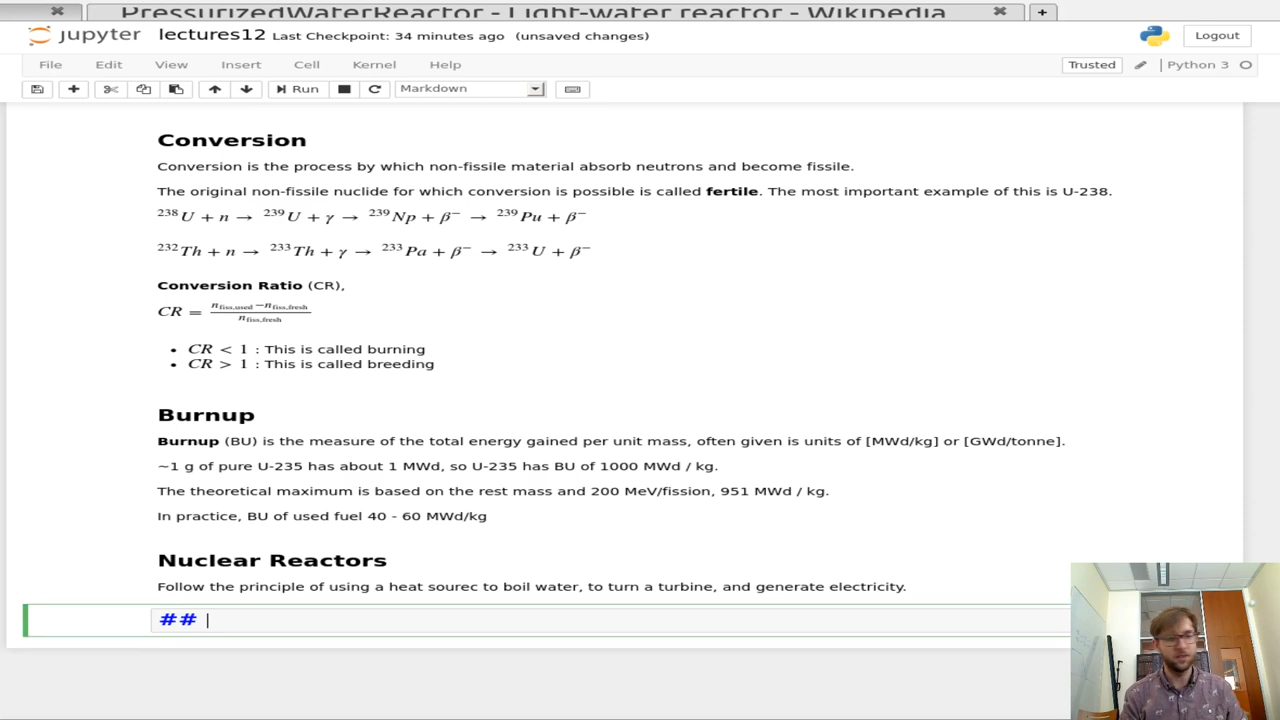 PressurizedWaterReactor - Light-water reactor - Wikipedia
jupyter lectures12 Last Checkpoint: 34 minutes ago (unsaved changes) Logout
File Edit View Insert Cell Kernel Help Trusted Python 3
Run Markdown
Conversion
Conversion is the process by which non-fissile material absorb neutrons and become fissile.
The original non-fissile nuclide for which conversion is possible is called fertile. The most important example of this is U-238.
²³⁸U + n → ²³⁹U + γ → ²³⁹Np + β⁻ → ²³⁹Pu + β⁻
²³²Th + n → ²³³Th + γ → ²³³Pa + β⁻ → ²³³U + β⁻
Conversion Ratio (CR),
CR = (n_fiss,used − n_fiss,fresh) / n_fiss,fresh
• CR < 1 : This is called burning
• CR > 1 : This is called breeding
Burnup
Burnup (BU) is the measure of the total energy gained per unit mass, often given is units of [MWd/kg] or [GWd/tonne].
~1 g of pure U-235 has about 1 MWd, so U-235 has BU of 1000 MWd / kg.
The theoretical maximum is based on the rest mass and 200 MeV/fission, 951 MWd / kg.
In practice, BU of used fuel 40 - 60 MWd/kg
Nuclear Reactors
Follow the principle of using a heat sourec to boil water, to turn a turbine, and generate electricity.
##